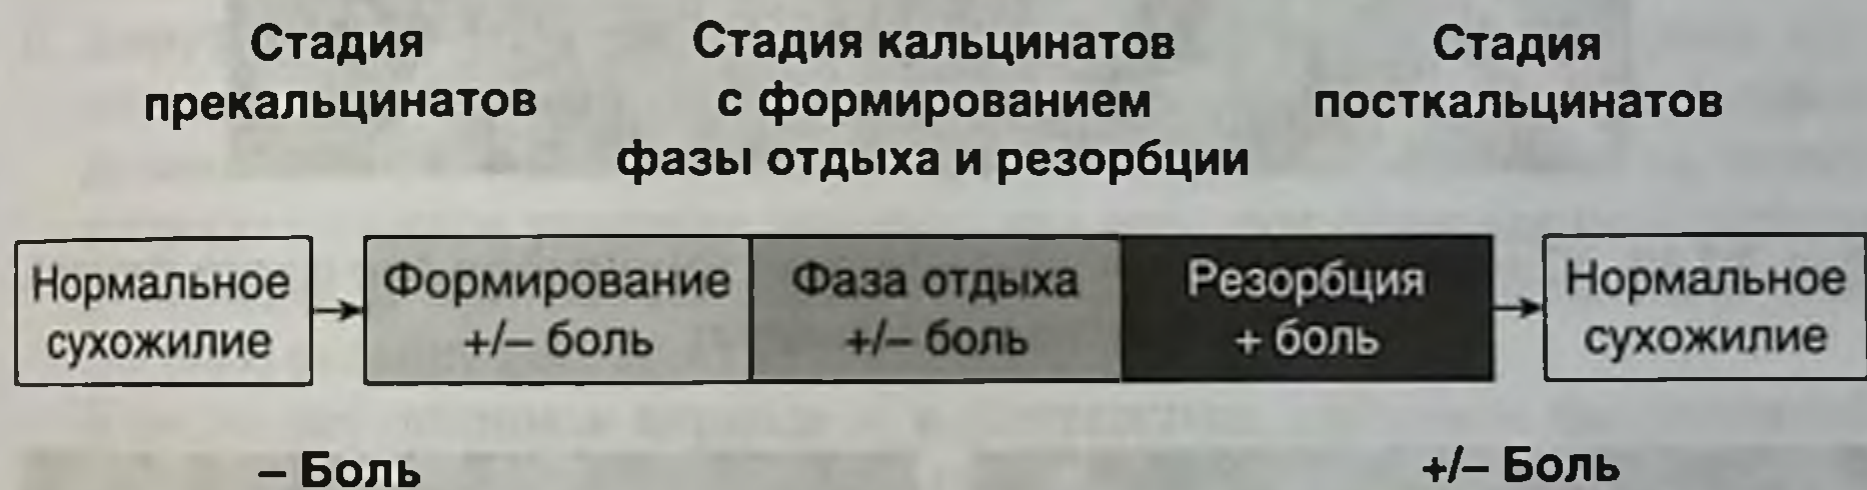 Стадия
прекальцинатов
Стадия кальцинатов
с формированием
фазы отдыха и резорбции
Стадия
посткальцинатов
Нормальное
сухожилие
Формирование
+/– боль
Фаза отдыха
+/– боль
Резорбция
+ боль
Нормальное
сухожилие
– Боль
+/– Боль